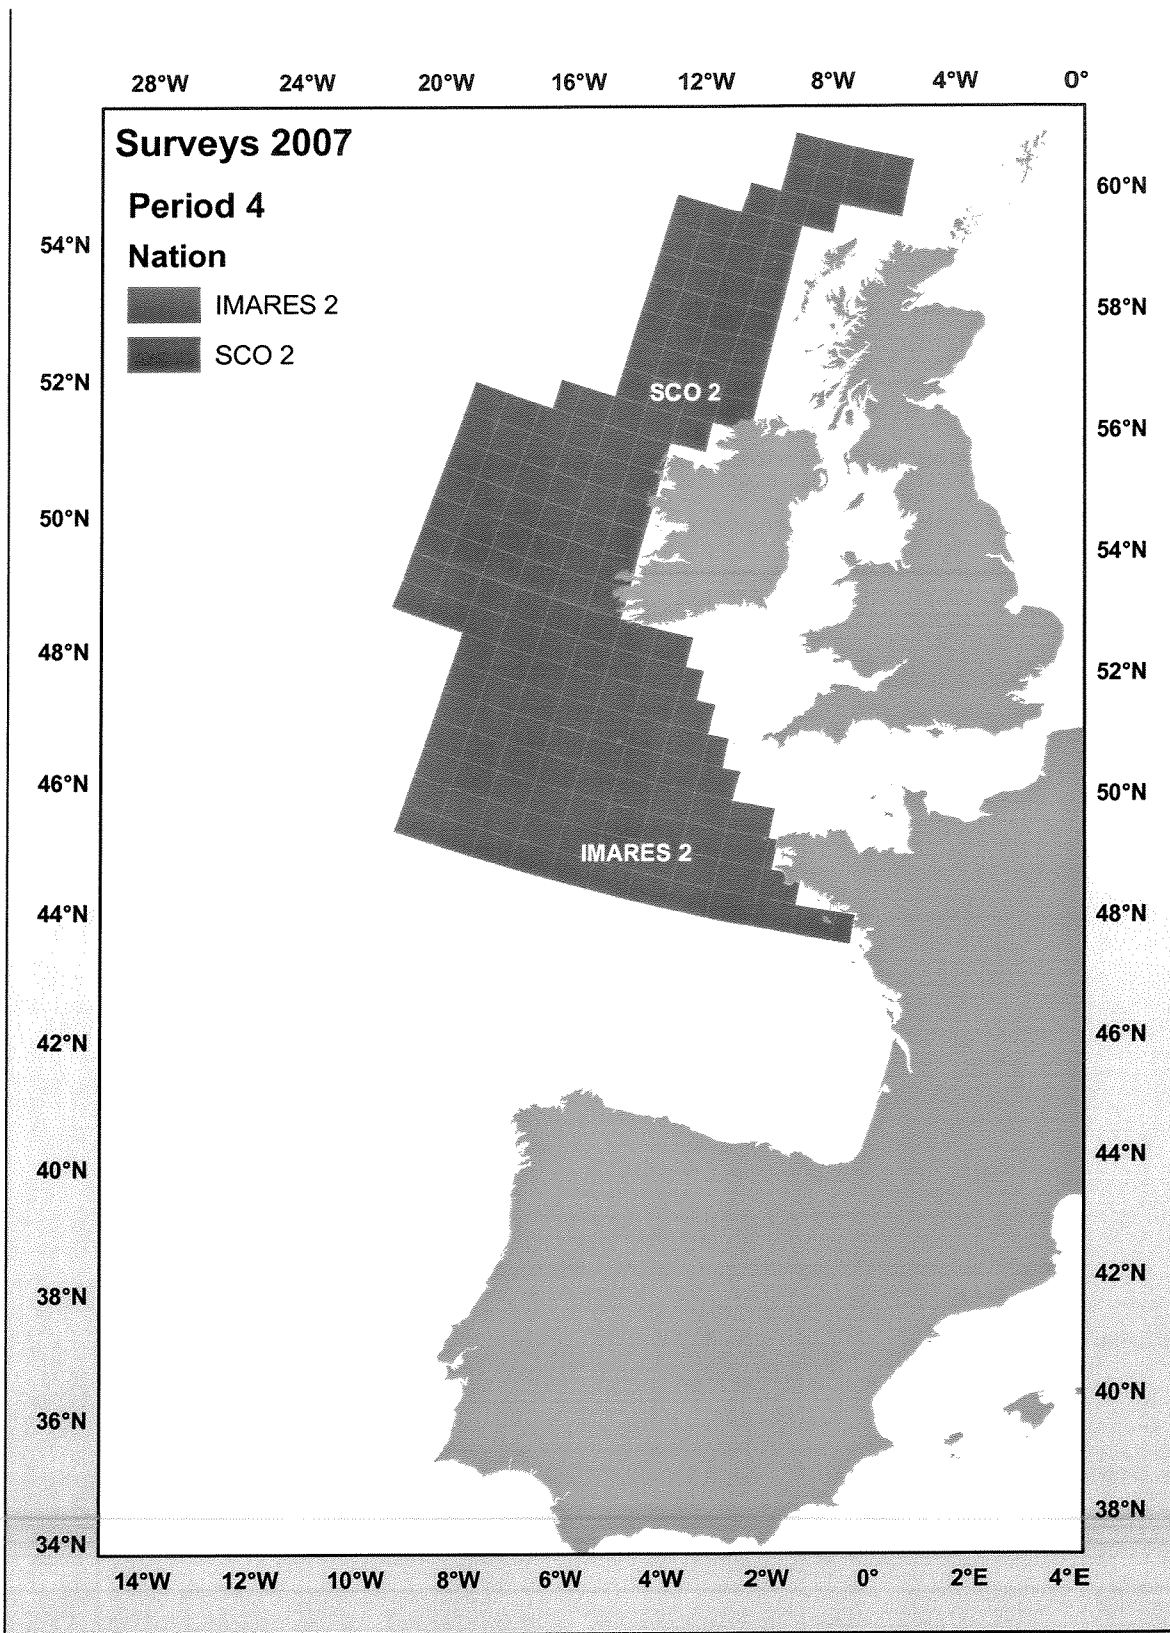 28°W 24°W 20°W 16°W 12°W 8°W 4°W 0°
Surveys 2007
Period 4
Nation
IMARES 2
SCO 2
54°N
52°N
50°N
48°N
46°N
44°N
42°N
40°N
38°N
36°N
34°N
SCO 2
IMARES 2
60°N
58°N
56°N
54°N
52°N
50°N
48°N
46°N
44°N
42°N
40°N
38°N
14°W 12°W 10°W 8°W 6°W 4°W 2°W 0° 2°E 4°E